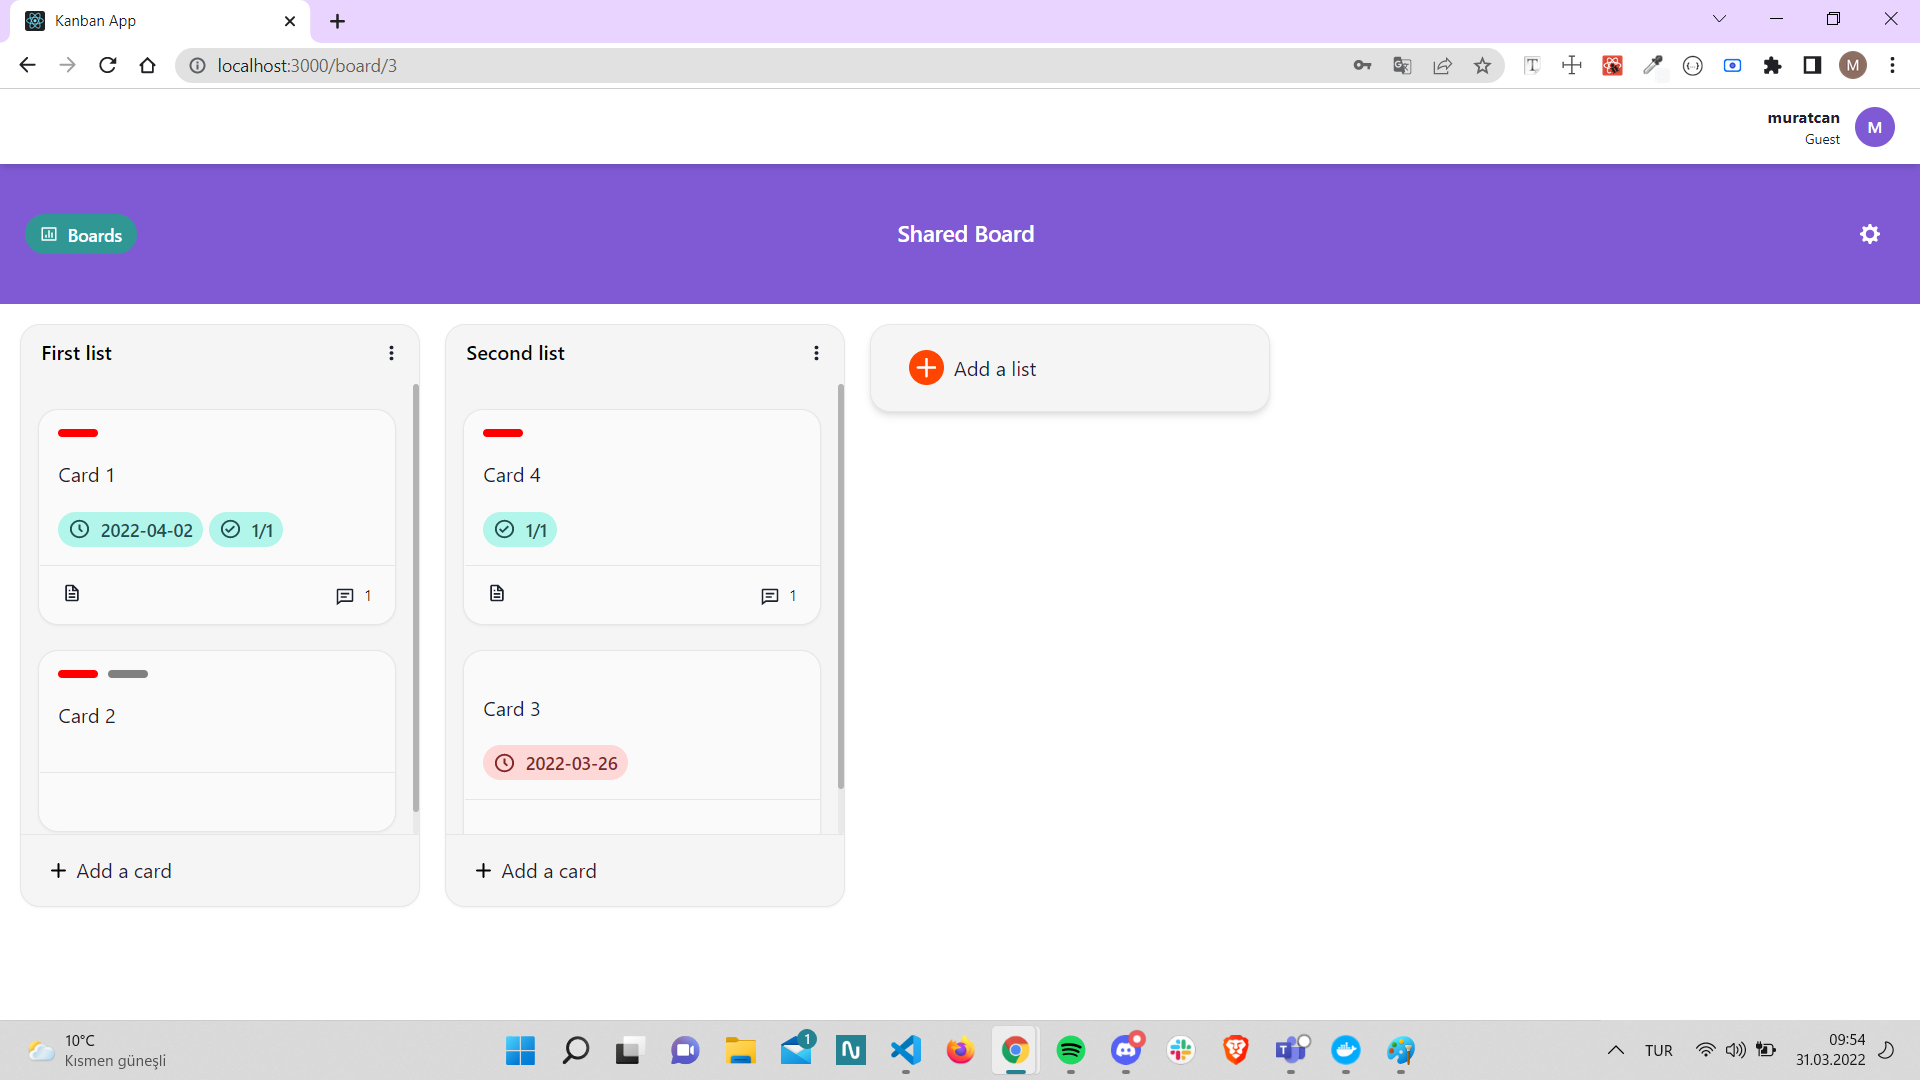 Kanban App
localhost:3000/board/3
M
muratcan
Guest
M
Boards
Shared Board
First list
Card 1
2022-04-02
1/1
1
Card 2
Add a card
Second list
Card 4
1/1
1
Card 3
2022-03-26
Add a card
Add a list
10°C
Kısmen güneşli
1
TUR
09:54
31.03.2022